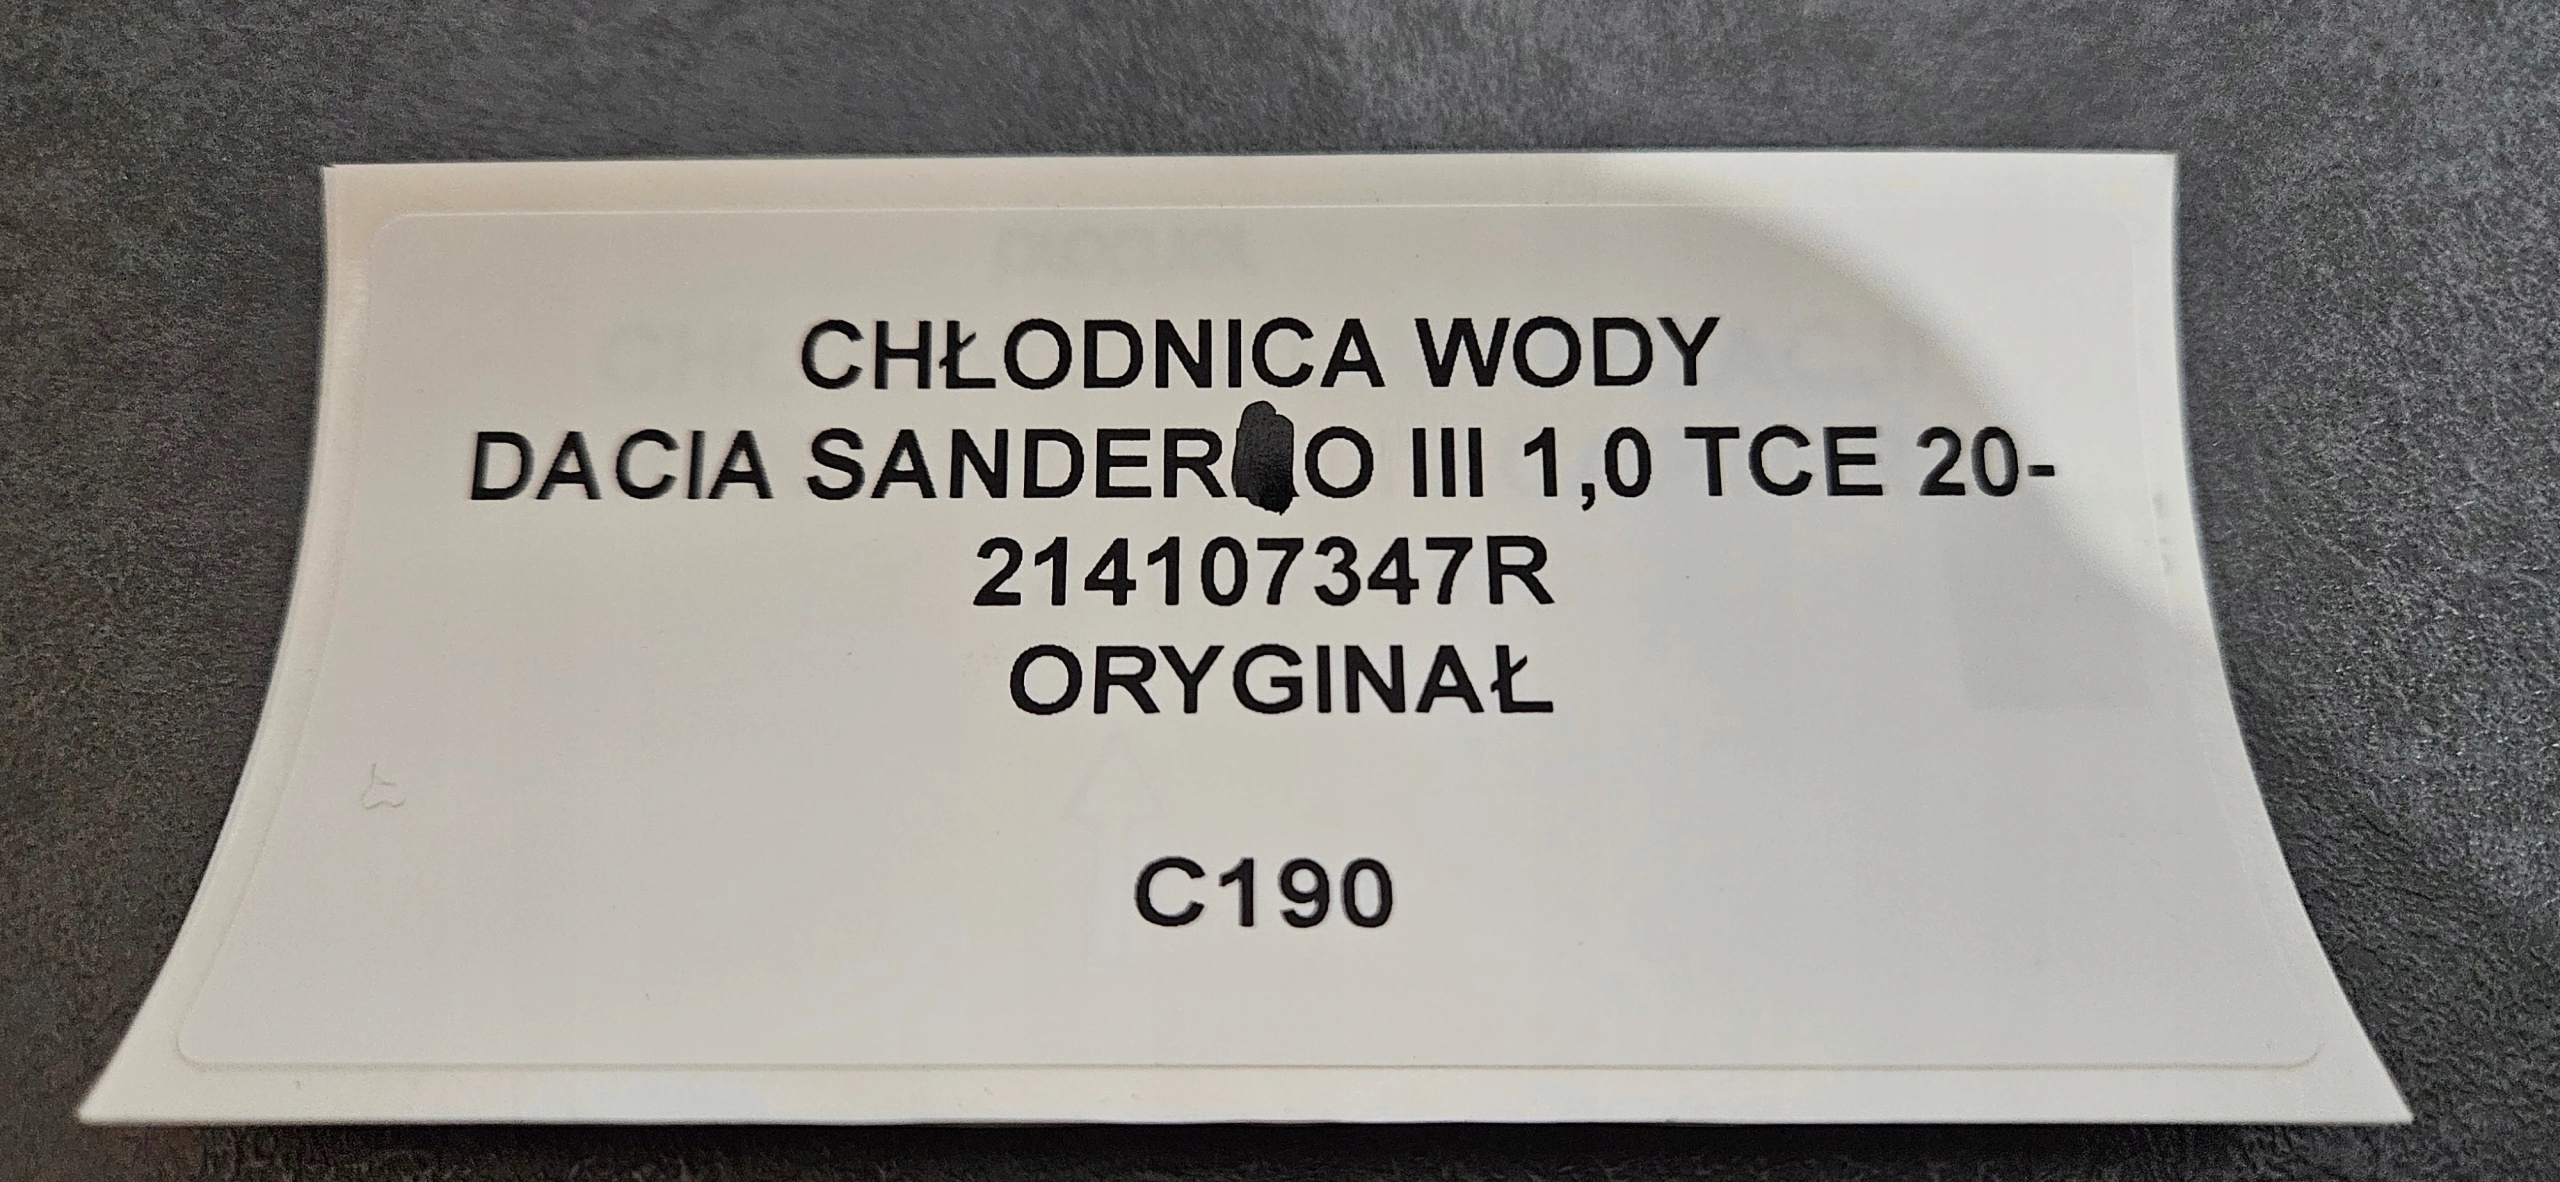 CHŁODNICA WODY
DACIA III 1,0 TCE 20-
214107347R
ORYGINAŁ
C190